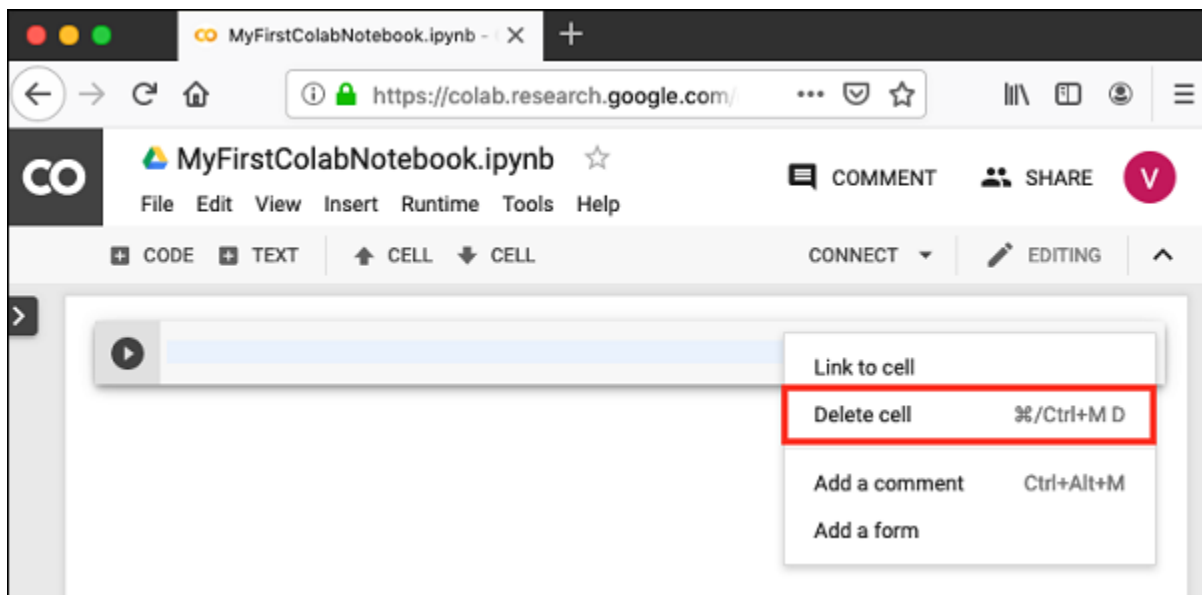 CO MyFirstColabNotebook.ipynb -
https://colab.research.google.com/
CO
MyFirstColabNotebook.ipynb
COMMENT SHARE V
File Edit View Insert Runtime Tools Help
CODE TEXT CELL CELL CONNECT EDITING
Link to cell
Delete cell ⌘/Ctrl+M D
Add a comment Ctrl+Alt+M
Add a form